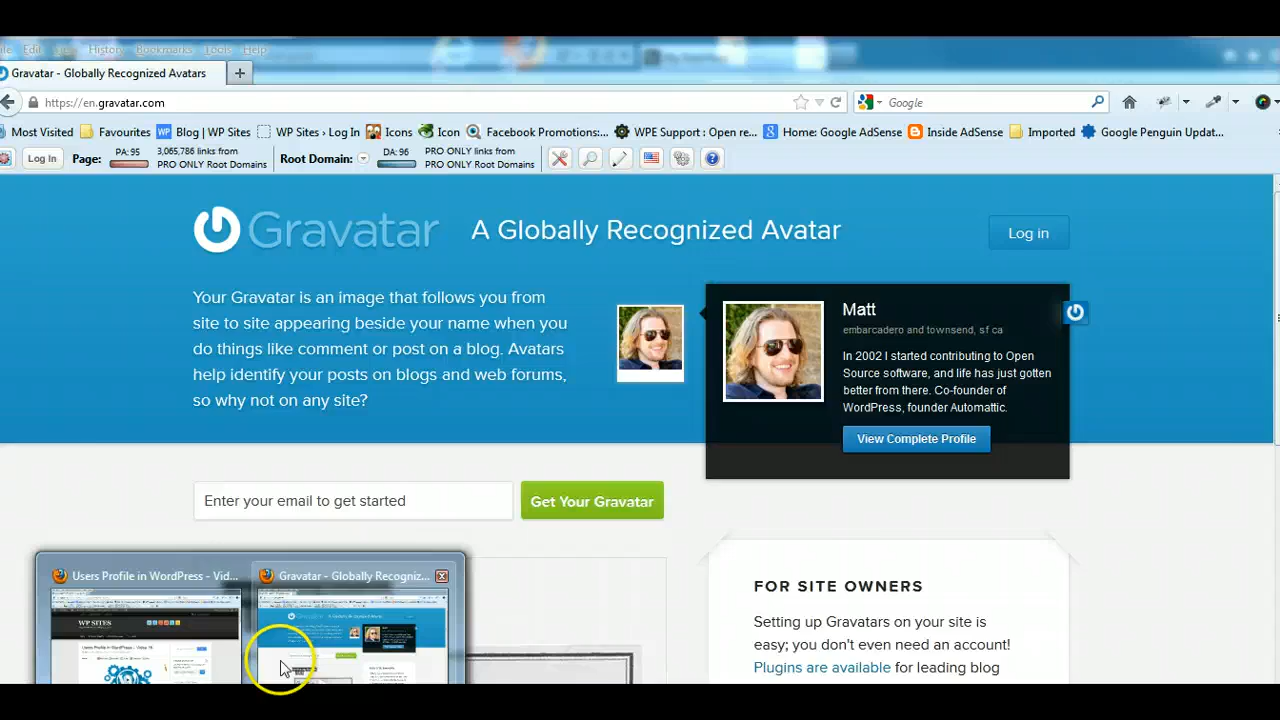 Edit
History Bookmarks Tools Help
Gravatar - Globally Recognized Avatars
https://en.gravatar.com
Google
Most Visited Favourites Blog | WP Sites WP Sites › Log In Icons Icon Facebook Promotions:... WPE Support : Open re... Home: Google AdSense Inside AdSense Imported Google Penguin Updat...
Log In Page: PA: 95 3,065,786 links from PRO ONLY Root Domains Root Domain: DA: 96 PRO ONLY links from PRO ONLY Root Domains
Gravatar
A Globally Recognized Avatar
Log in
Your Gravatar is an image that follows you from
site to site appearing beside your name when you
do things like comment or post on a blog. Avatars
help identify your posts on blogs and web forums,
so why not on any site?
Matt
embarcadero and townsend, sf ca
In 2002 I started contributing to Open
Source software, and life has just gotten
better from there. Co-founder of
WordPress, founder Automattic.
View Complete Profile
Enter your email to get started
Get Your Gravatar
Users Profile in WordPress - Vid...
Gravatar - Globally Recogniz...
WP SITES
FOR SITE OWNERS
Setting up Gravatars on your site is
easy; you don't even need an account!
Plugins are available for leading blog